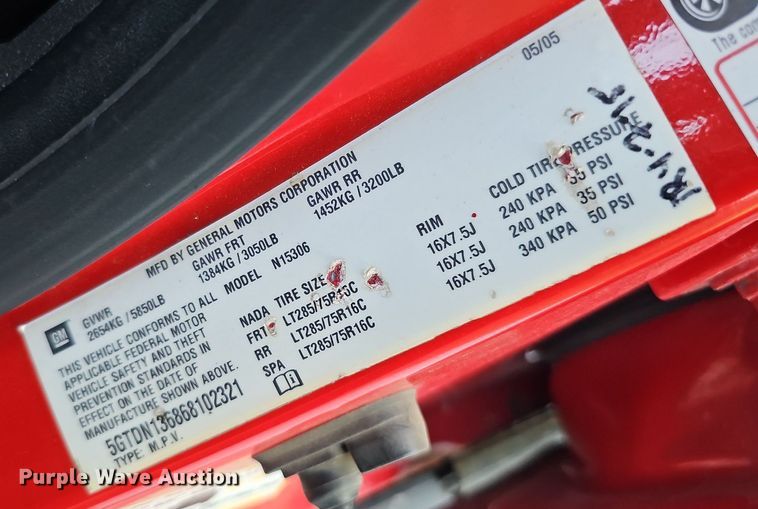 The com
05/05
GM
MFD BY GENERAL MOTORS CORPORATION
GVWR GAWR FRT GAWR RR
2654KG / 5850LB 1384KG / 3050LB 1452KG / 3200LB
THIS VEHICLE CONFORMS TO ALL
APPLICABLE FEDERAL MOTOR
VEHICLE SAFETY AND THEFT
PREVENTION STANDARDS IN
EFFECT ON THE DATE OF
MANUFACTURE SHOWN ABOVE.
5GTDN136868102321
TYPE: M.P.V.
MODEL N15306
NADA TIRE SIZE RIM COLD TIRE PRESSURE
FRT LT285/75R16C 16X7.5J 240 KPA 35 PSI
RR LT285/75R16C 16X7.5J 240 KPA 35 PSI
SPA LT285/75R16C 16X7.5J 340 KPA 50 PSI
Purple Wave Auction